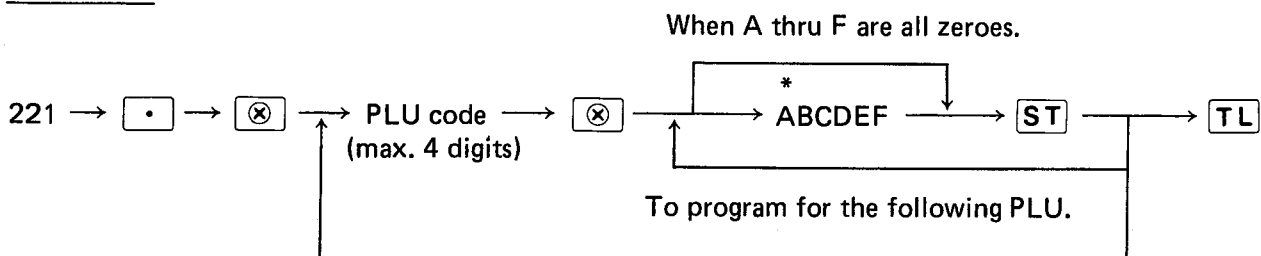 When A thru F are all zeroes.
*
221 → · → ⊗ → PLU code → ⊗ → ABCDEF → ST → TL
(max. 4 digits)
To program for the following PLU.